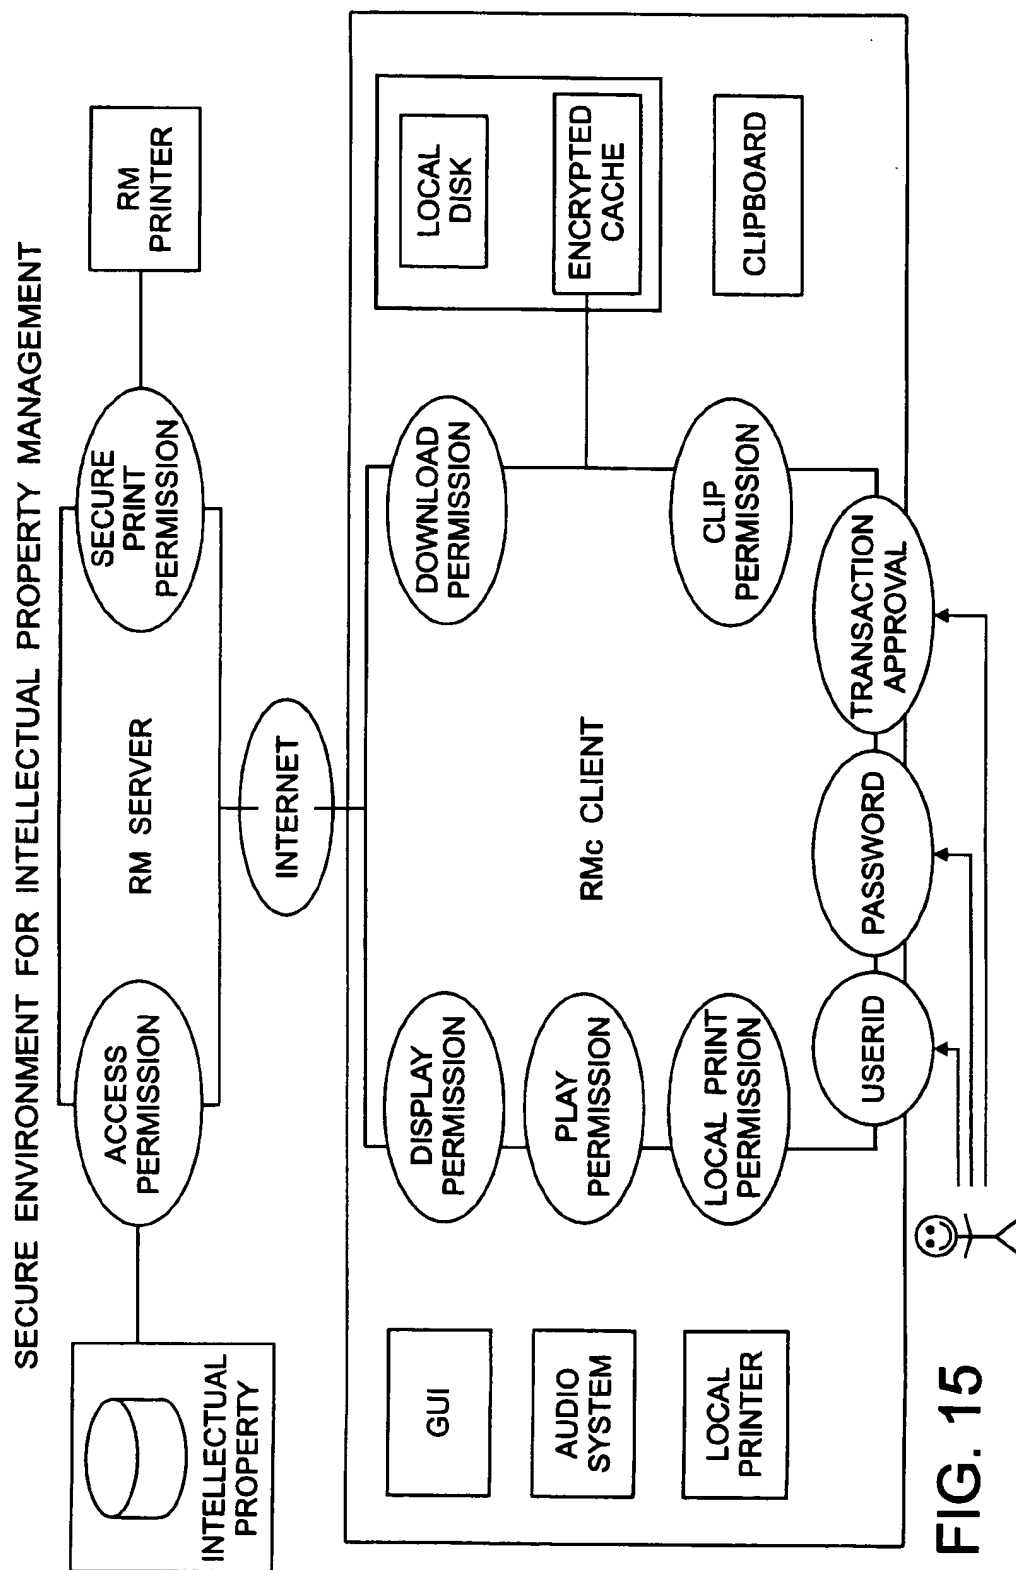 SECURE ENVIRONMENT FOR INTELLECTUAL PROPERTY MANAGEMENT
INTELLECTUAL
PROPERTY
ACCESS
PERMISSION
RM SERVER
SECURE
PRINT
PERMISSION
RM
PRINTER
INTERNET
GUI
AUDIO
SYSTEM
LOCAL
PRINTER
DISPLAY
PERMISSION
PLAY
PERMISSION
LOCAL PRINT
PERMISSION
RMc CLIENT
DOWNLOAD
PERMISSION
CLIP
PERMISSION
LOCAL
DISK
ENCRYPTED
CACHE
CLIPBOARD
USERID
PASSWORD
TRANSACTION
APPROVAL
FIG. 15